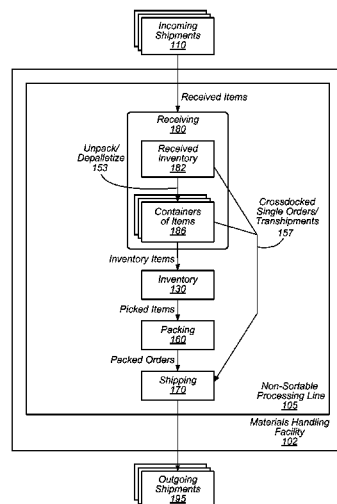 Incoming
Shipments
110
Received Items
Receiving
180
Unpack/
Depalletize
153
Received
Inventory
182
Containers
of Items
186
Crossdocked
Single Orders/
Transhipments
157
Inventory Items
Inventory
130
Picked Items
Packing
160
Packed Orders
Shipping
170
Non-Sortable
Processing Line
105
Materials Handling
Facility
102
Outgoing
Shipments
195